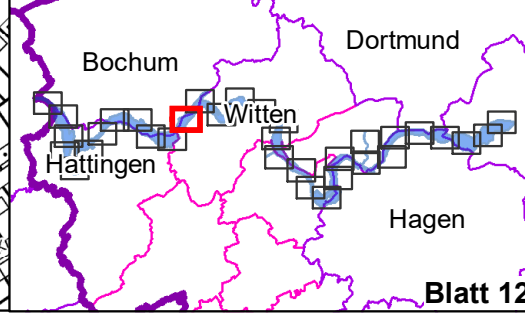 Dortmund
Bochum
Witten
Hattingen
Hagen
Blatt 12